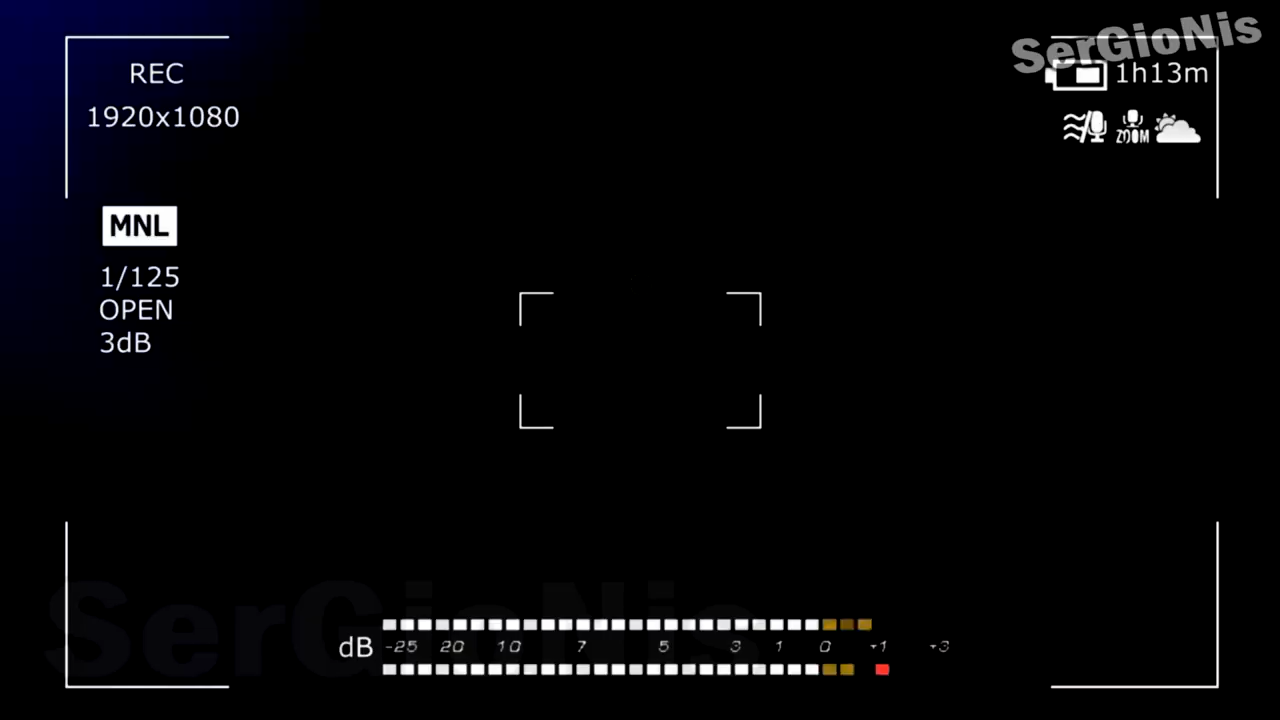 SerGioNis
REC
1h13m
1920x1080
ZOOM
MNL
1/125
OPEN
3dB
SerGioNis
dB -25 20 10 7 5 3 1 0 +1 +3